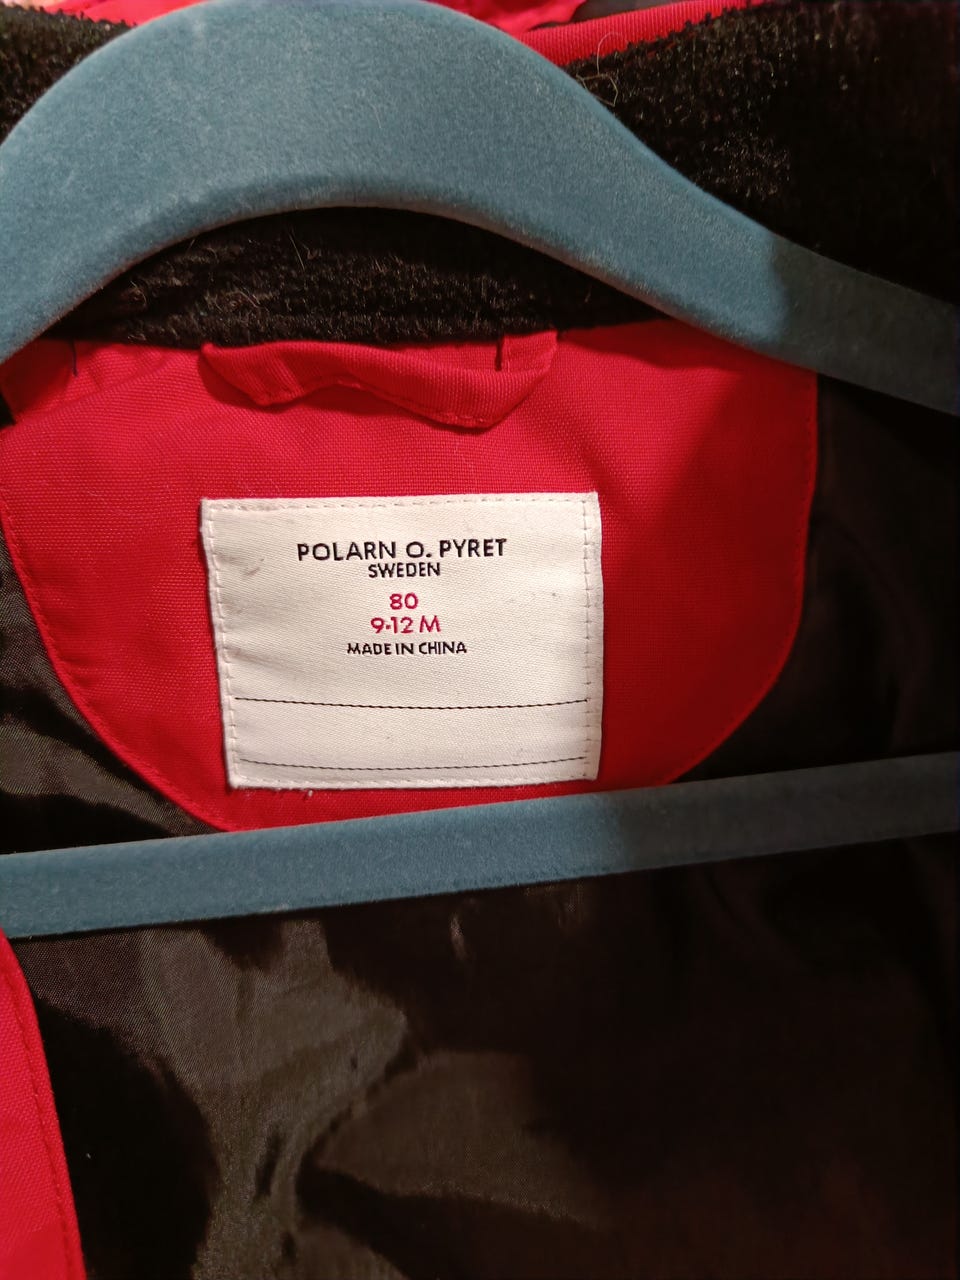 POLARN O. PYRET
SWEDEN
80
9-12 M
MADE IN CHINA